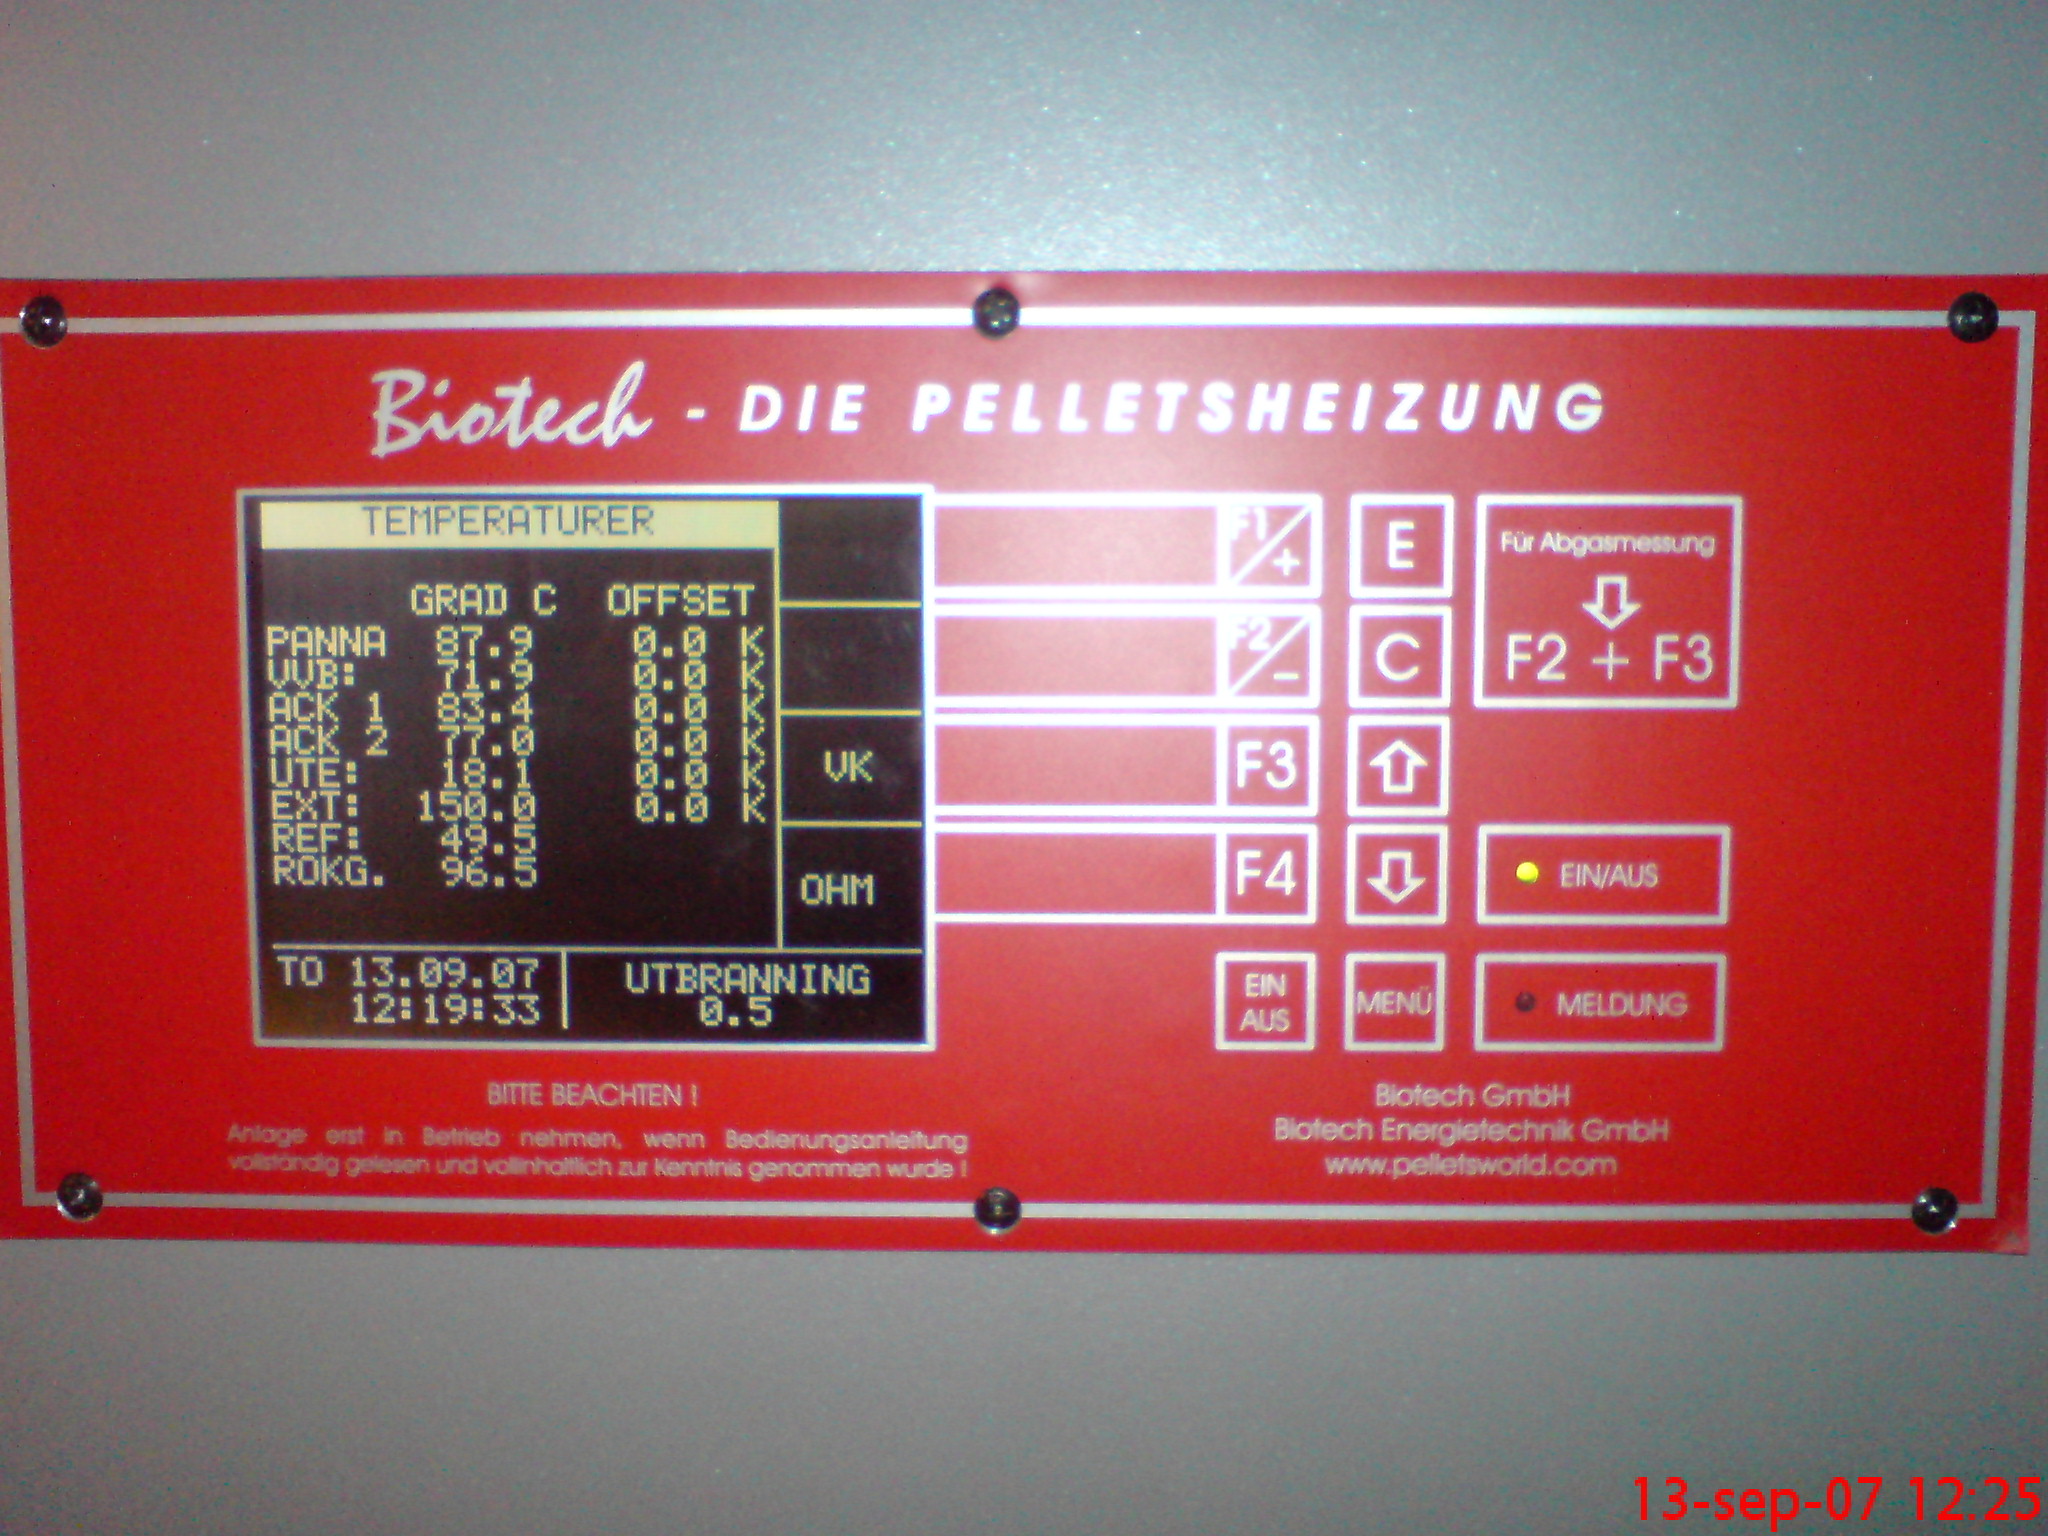 Biotech - DIE PELLETSHEIZUNG
TEMPERATURER
GRAD C OFFSET
PANNA 87.9 0.0 K
VVB: 71.9 0.0 K
ACK 1 83.4 0.0 K
ACK 2 77.0 0.0 K
UTE: 18.1 0.0 K
EXT: 150.0 0.0 K
REF: 49.5
ROKG. 96.5
VK
OHM
TO 13.09.07
12:19:33
UTBRANNING
0.5
F1/+
F2/-
F3
F4
E
C
EIN
AUS
MENÜ
Für Abgasmessung
F2 + F3
EIN/AUS
MELDUNG
BITTE BEACHTEN !
Anlage erst in Betrieb nehmen, wenn Bedienungsanleitung
vollständig gelesen und vollinhaltlich zur Kenntnis genommen wurde !
Biotech GmbH
Biotech Energietechnik GmbH
www.pelletsworld.com
13-sep-07 12:25